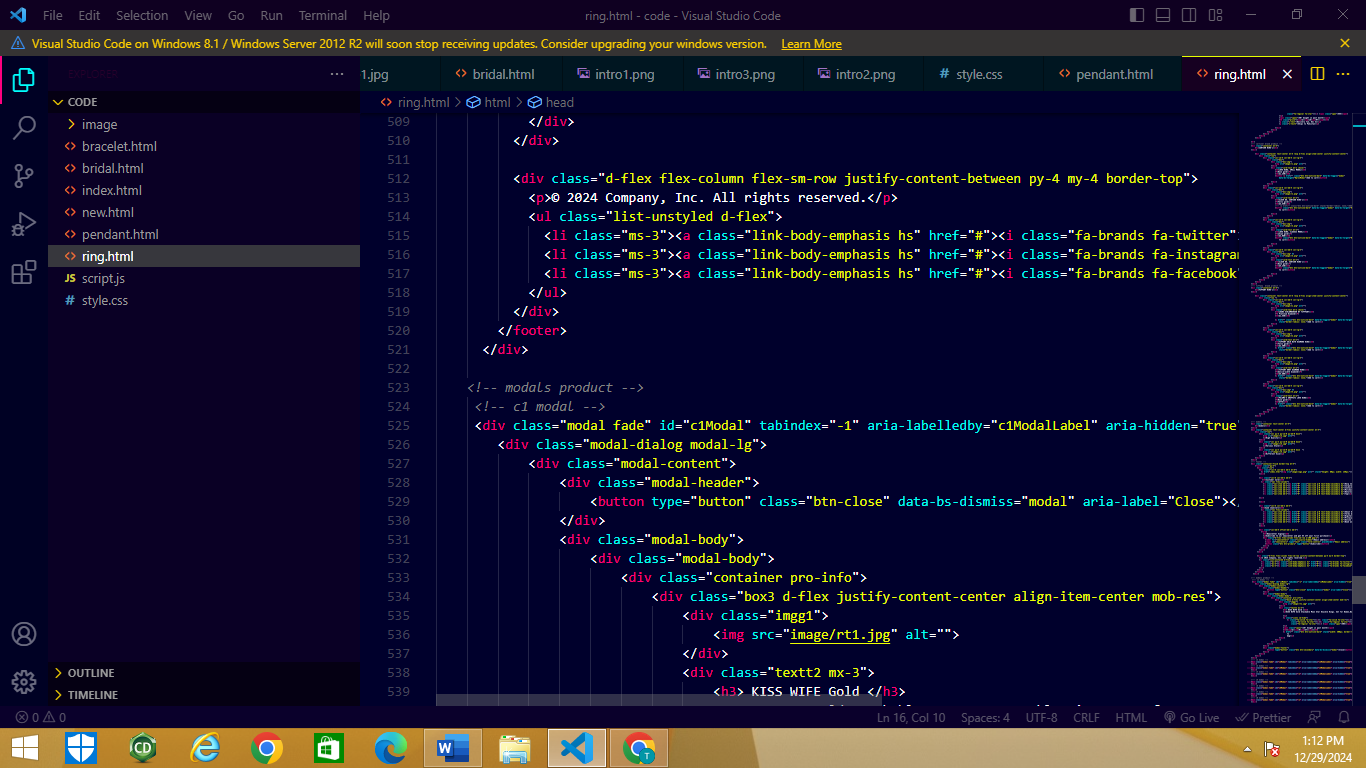 File Edit Selection View Go Run Terminal Help ring.html - code - Visual Studio Code
Visual Studio Code on Windows 8.1 / Windows Server 2012 R2 will soon stop receiving updates. Consider upgrading your windows version. Learn More
EXPLORER
1.jpg bridal.html intro1.png intro3.png intro2.png style.css pendant.html ring.html
ring.html > html > head
CODE
image
bracelet.html
bridal.html
index.html
new.html
pendant.html
ring.html
JS script.js
# style.css
OUTLINE
TIMELINE
509 </div>
510 </div>
511
512 <div class="d-flex flex-column flex-sm-row justify-content-between py-4 my-4 border-top">
513 <p>© 2024 Company, Inc. All rights reserved.</p>
514 <ul class="list-unstyled d-flex">
515 <li class="ms-3"><a class="link-body-emphasis hs" href="#"><i class="fa-brands fa-twitter"
516 <li class="ms-3"><a class="link-body-emphasis hs" href="#"><i class="fa-brands fa-instagra
517 <li class="ms-3"><a class="link-body-emphasis hs" href="#"><i class="fa-brands fa-facebook
518 </ul>
519 </div>
520 </footer>
521 </div>
522
523 <!-- modals product -->
524 <!-- c1 modal -->
525 <div class="modal fade" id="c1Modal" tabindex="-1" aria-labelledby="c1ModalLabel" aria-hidden="true"
526 <div class="modal-dialog modal-lg">
527 <div class="modal-content">
528 <div class="modal-header">
529 <button type="button" class="btn-close" data-bs-dismiss="modal" aria-label="Close"></
530 </div>
531 <div class="modal-body">
532 <div class="modal-body">
533 <div class="container pro-info">
534 <div class="box3 d-flex justify-content-center align-item-center mob-res">
535 <div class="imgg1">
536 <img src="image/rt1.jpg" alt="">
537 </div>
538 <div class="textt2 mx-3">
539 <h3> KISS WIFE Gold </h3>
0 0 Ln 16, Col 10 Spaces: 4 UTF-8 CRLF HTML Go Live Prettier
1:12 PM
12/29/2024